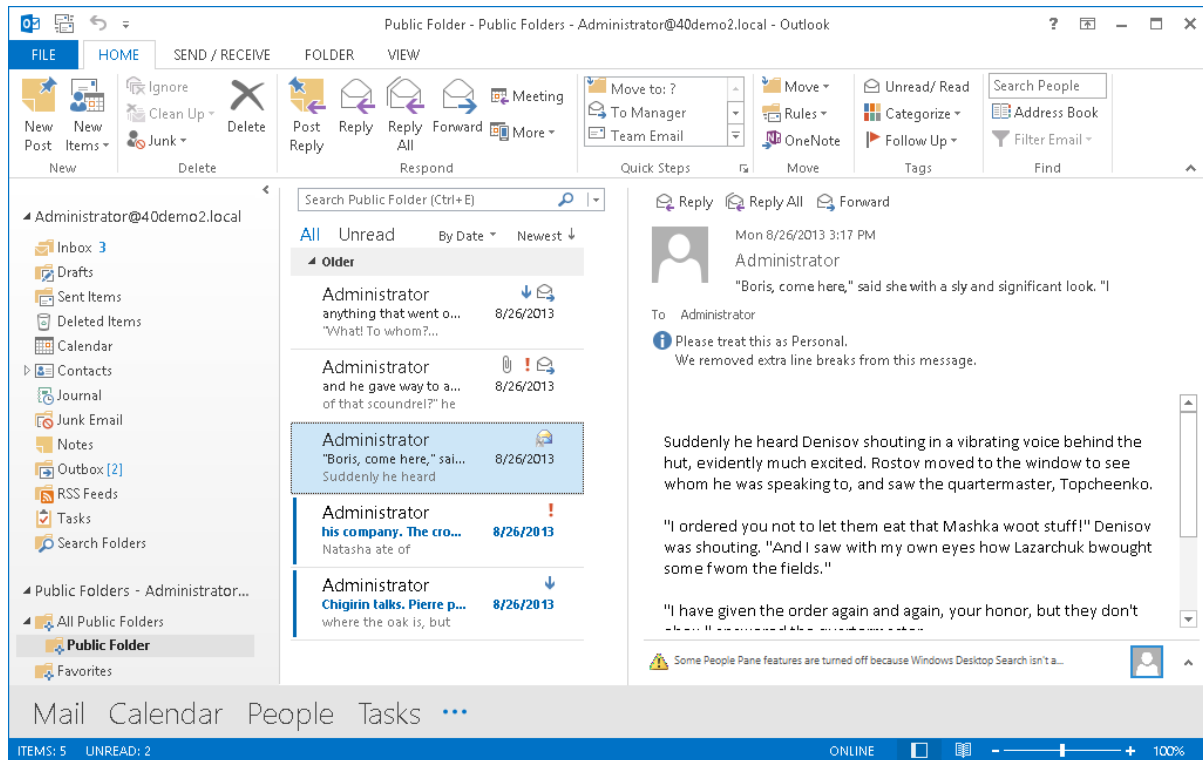 Public Folder - Public Folders - Administrator@40demo2.local - Outlook
FILE HOME SEND / RECEIVE FOLDER VIEW
New Post
New Items
Ignore
Clean Up
Junk
Delete
Post Reply
Reply
Reply All
Forward
Meeting
More
Move to: ?
To Manager
Team Email
Move
Rules
OneNote
Unread/ Read
Categorize
Follow Up
Search People
Address Book
Filter Email
New Delete Respond Quick Steps Move Tags Find
Administrator@40demo2.local
Inbox 3
Drafts
Sent Items
Deleted Items
Calendar
Contacts
Journal
Junk Email
Notes
Outbox [2]
RSS Feeds
Tasks
Search Folders
Public Folders - Administrator...
All Public Folders
Public Folder
Favorites
Search Public Folder (Ctrl+E)
All Unread By Date Newest
Older
Administrator
anything that went o... 8/26/2013
"What! To whom?...
Administrator
and he gave way to a... 8/26/2013
of that scoundrel?" he
Administrator
"Boris, come here," sai... 8/26/2013
Suddenly he heard
Administrator
his company. The cro... 8/26/2013
Natasha ate of
Administrator
Chigirin talks. Pierre p... 8/26/2013
where the oak is, but
Reply Reply All Forward
Mon 8/26/2013 3:17 PM
Administrator
"Boris, come here," said she with a sly and significant look. "I
To Administrator
Please treat this as Personal.
We removed extra line breaks from this message.
Suddenly he heard Denisov shouting in a vibrating voice behind the
hut, evidently much excited. Rostov moved to the window to see
whom he was speaking to, and saw the quartermaster, Topcheenko.
"I ordered you not to let them eat that Mashka woot stuff!" Denisov
was shouting. "And I saw with my own eyes how Lazarchuk bwought
some fwom the fields."
"I have given the order again and again, your honor, but they don't
Some People Pane features are turned off because Windows Desktop Search isn't a...
Mail Calendar People Tasks
ITEMS: 5 UNREAD: 2 ONLINE 100%